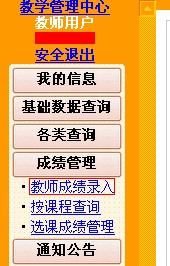 教学管理中心
教师用户
安全退出
我的信息
基础数据查询
各类查询
成绩管理
教师成绩录入
按课程查询
选课成绩管理
通知公告